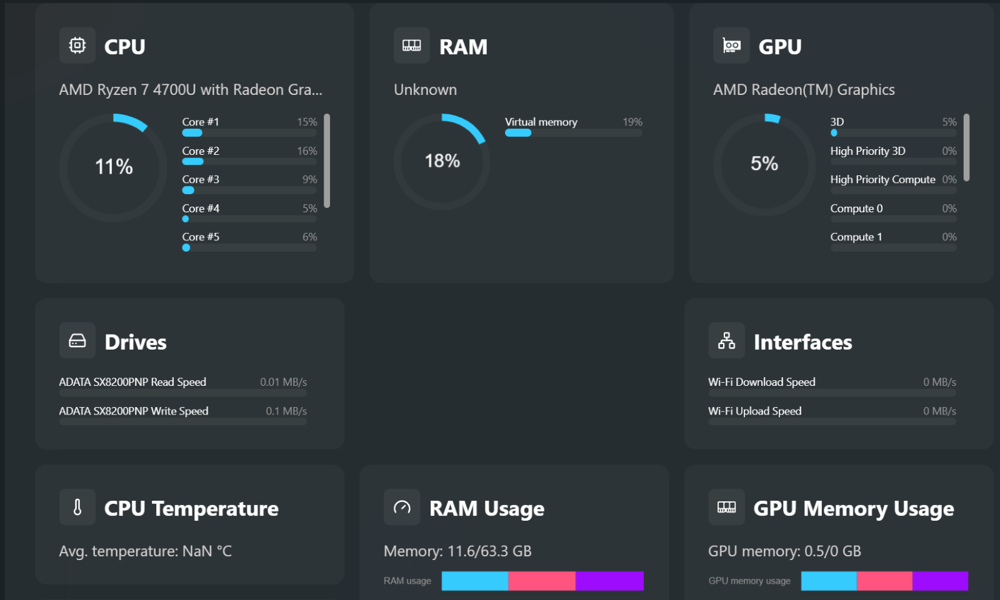 CPU
AMD Ryzen 7 4700U with Radeon Gra...
11%
Core #1 15%
Core #2 16%
Core #3 9%
Core #4 5%
Core #5 6%
RAM
Unknown
18%
Virtual memory 19%
GPU
AMD Radeon(TM) Graphics
5%
3D 5%
High Priority 3D 0%
High Priority Compute 0%
Compute 0 0%
Compute 1 0%
Drives
ADATA SX8200PNP Read Speed 0.01 MB/s
ADATA SX8200PNP Write Speed 0.1 MB/s
Interfaces
Wi-Fi Download Speed 0 MB/s
Wi-Fi Upload Speed 0 MB/s
CPU Temperature
Avg. temperature: NaN °C
RAM Usage
Memory: 11.6/63.3 GB
RAM usage
GPU Memory Usage
GPU memory: 0.5/0 GB
GPU memory usage